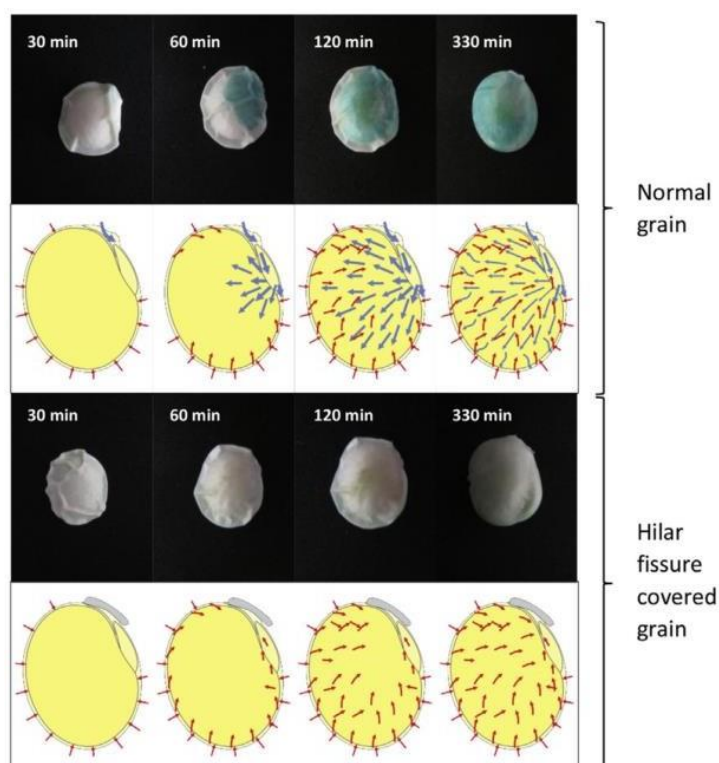 30 min
60 min
120 min
330 min
Normal
grain
30 min
60 min
120 min
330 min
Hilar
fissure
covered
grain